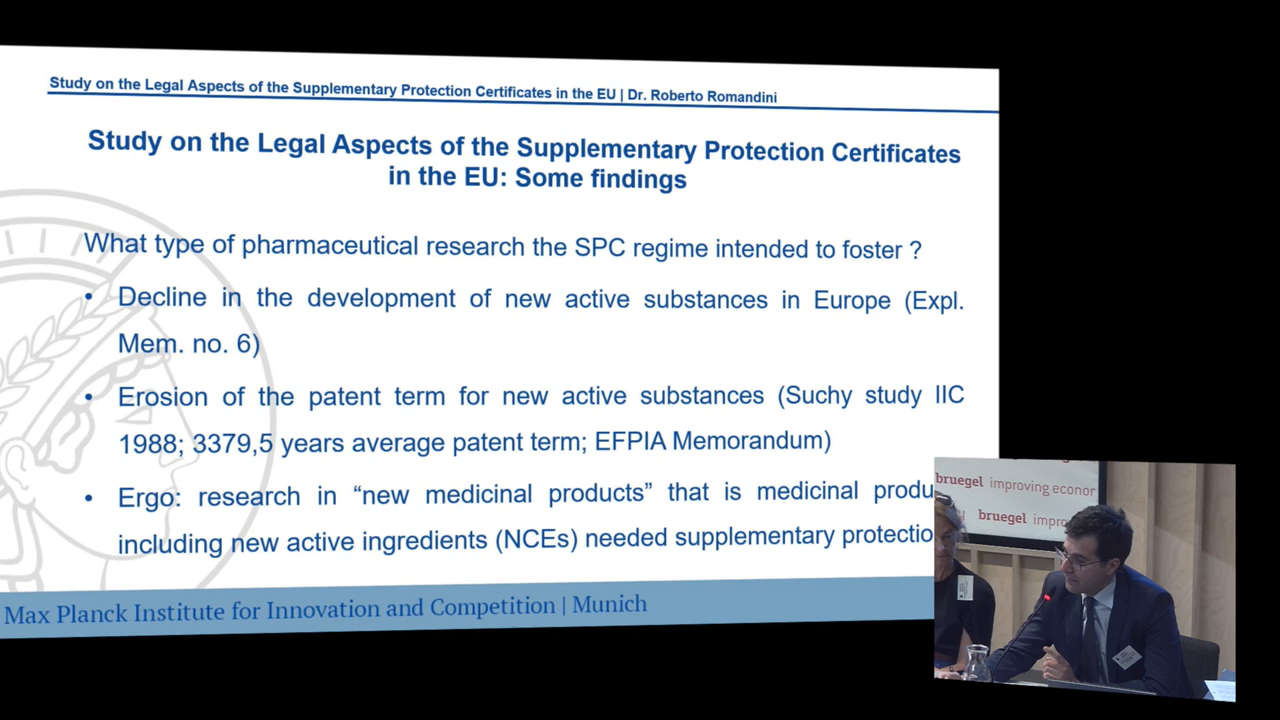 Study on the Legal Aspects of the Supplementary Protection Certificates in the EU | Dr. Roberto Romandini
Study on the Legal Aspects of the Supplementary Protection Certificates
in the EU: Some findings
What type of pharmaceutical research the SPC regime intended to foster ?
• Decline in the development of new active substances in Europe (Expl.
Mem. no. 6)
• Erosion of the patent term for new active substances (Suchy study IIC
1988; 3379,5 years average patent term; EFPIA Memorandum)
• Ergo: research in “new medicinal products” that is medicinal produ
including new active ingredients (NCEs) needed supplementary protectio
Max Planck Institute for Innovation and Competition | Munich
bruegel improving econor
bruegel impro